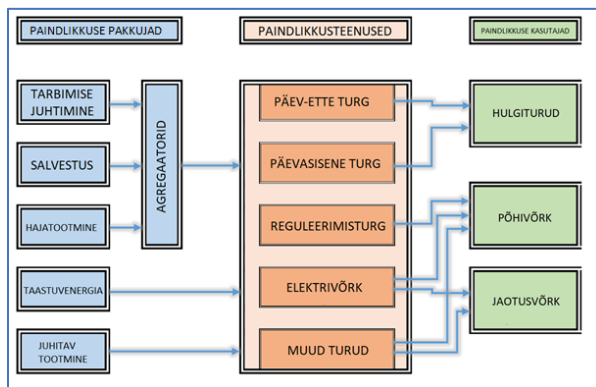 PAINDLIKKUSE PAKKUJAD
PAINDLIKKUSTEENUSED
PAINDLIKKUSE KASUTAJAD
TARBIMISE
JUHTIMINE
SALVESTUS
HAJATOOTMINE
TAASTUVENERGIA
JUHITAV
TOOTMINE
AGREGAATORID
PÄEV-ETTE TURG
PÄEVASISENE TURG
REGULEERIMISTURG
ELEKTRIVÕRK
MUUD TURUD
HULGITURUD
PÕHIVÕRK
JAOTUSVÕRK